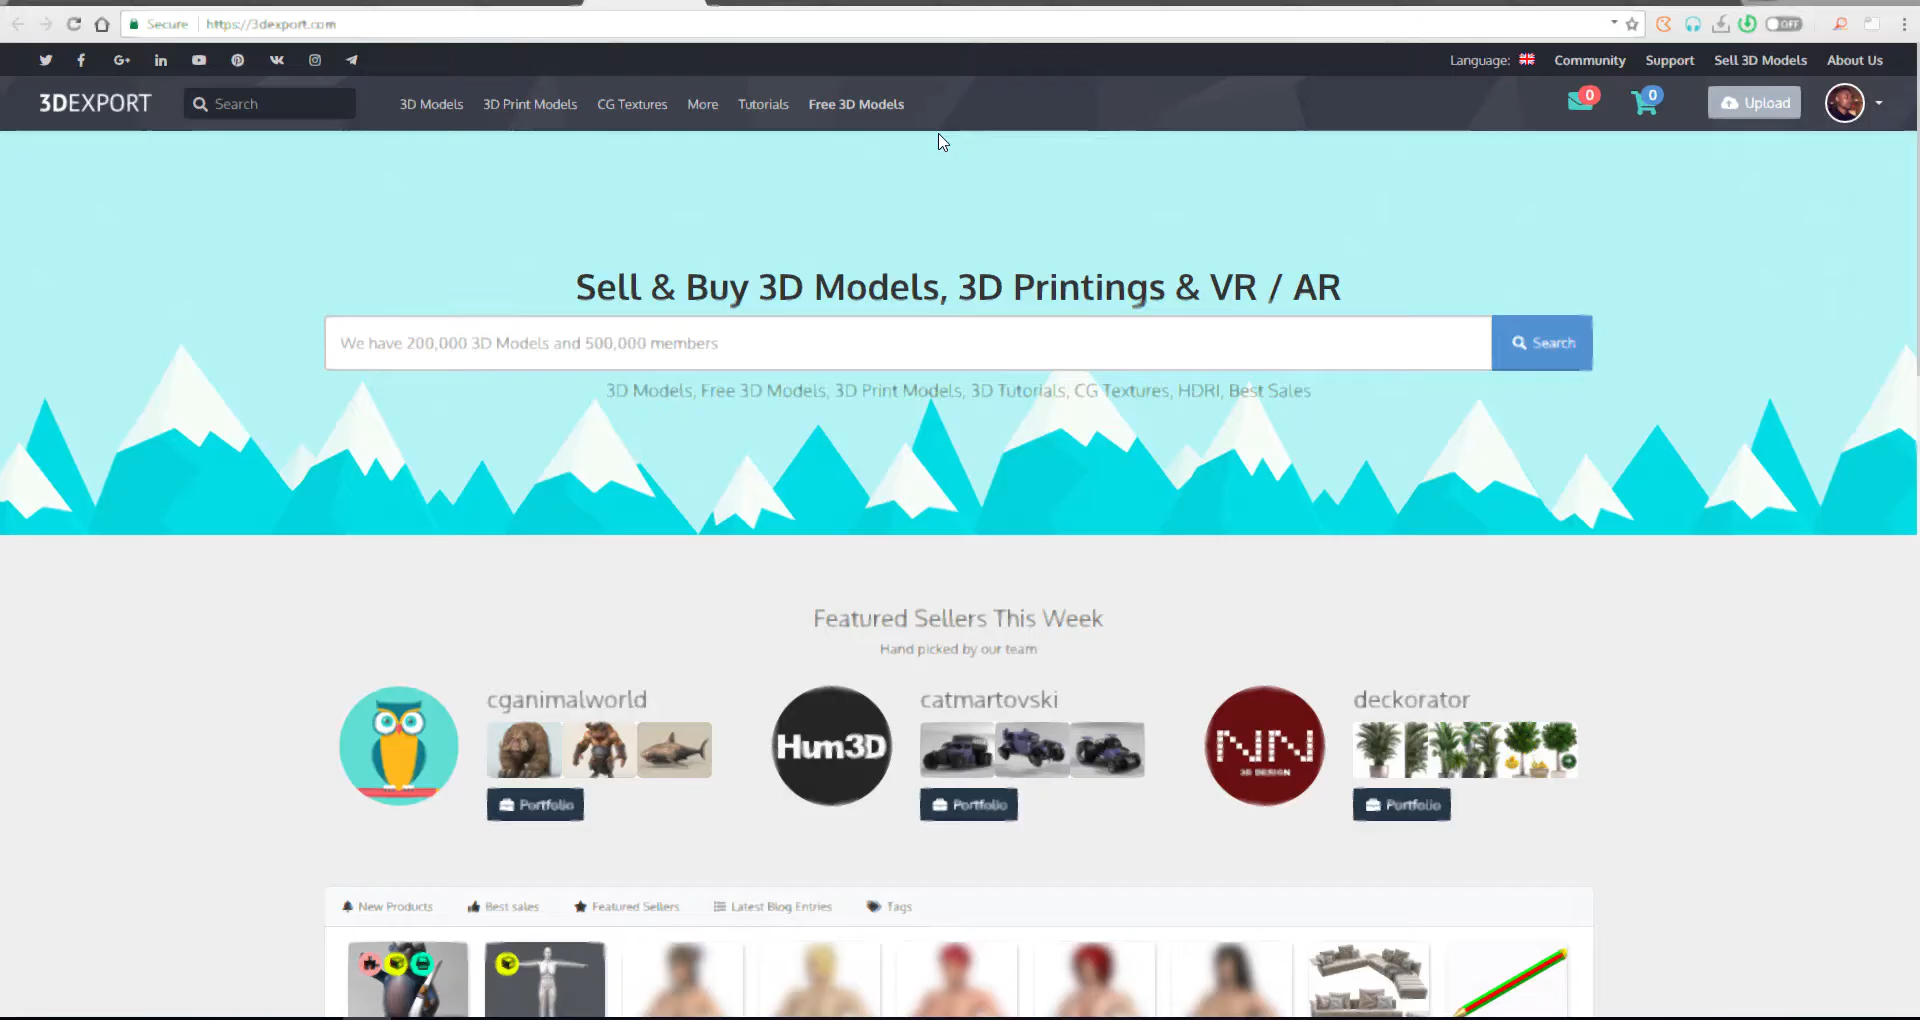 Secure https://3dexport.com
OFF
Language: Community Support Sell 3D Models About Us
3DEXPORT Search 3D Models 3D Print Models CG Textures More Tutorials Free 3D Models 0 0 Upload
Sell & Buy 3D Models, 3D Printings & VR / AR
We have 200,000 3D Models and 500,000 members Search
3D Models, Free 3D Models, 3D Print Models, 3D Tutorials, CG Textures, HDRI, Best Sales
Featured Sellers This Week
Hand picked by our team
cganimalworld
Portfolio
Hum3D
catmartovski
Portfolio
NN
3D DESIGN
deckorator
Portfolio
New Products Best sales Featured Sellers Latest Blog Entries Tags